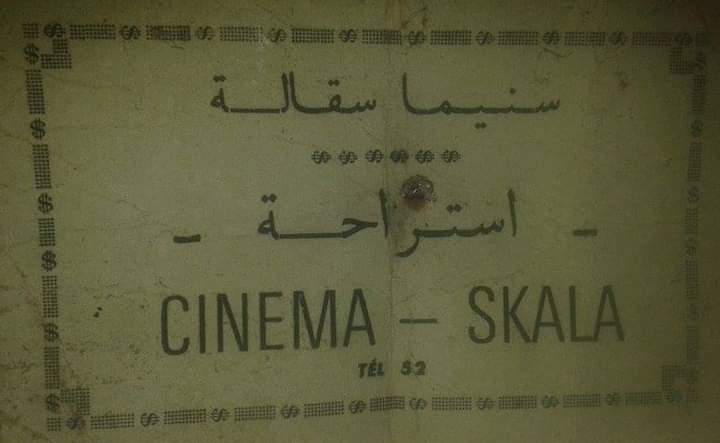 سنيما سقالة
- استراحة -
CINEMA – SKALA
TÉL 52